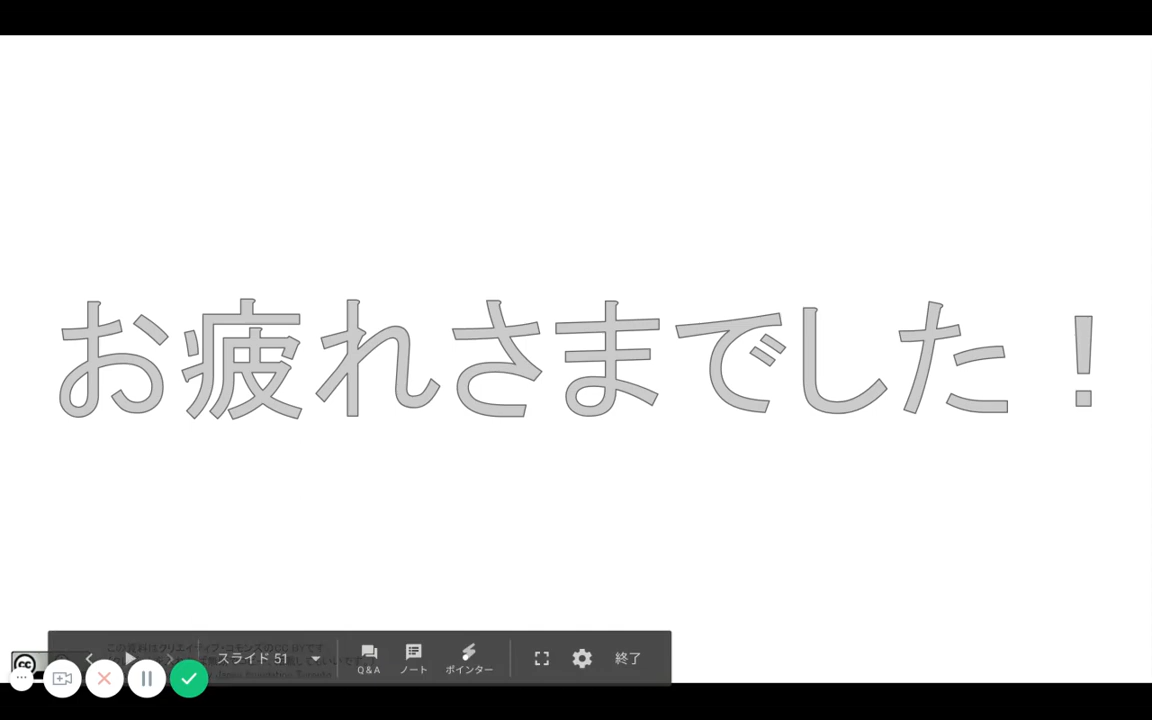 お疲れさまでした！
スライド 51
Q&A
ノート
ポインター
終了